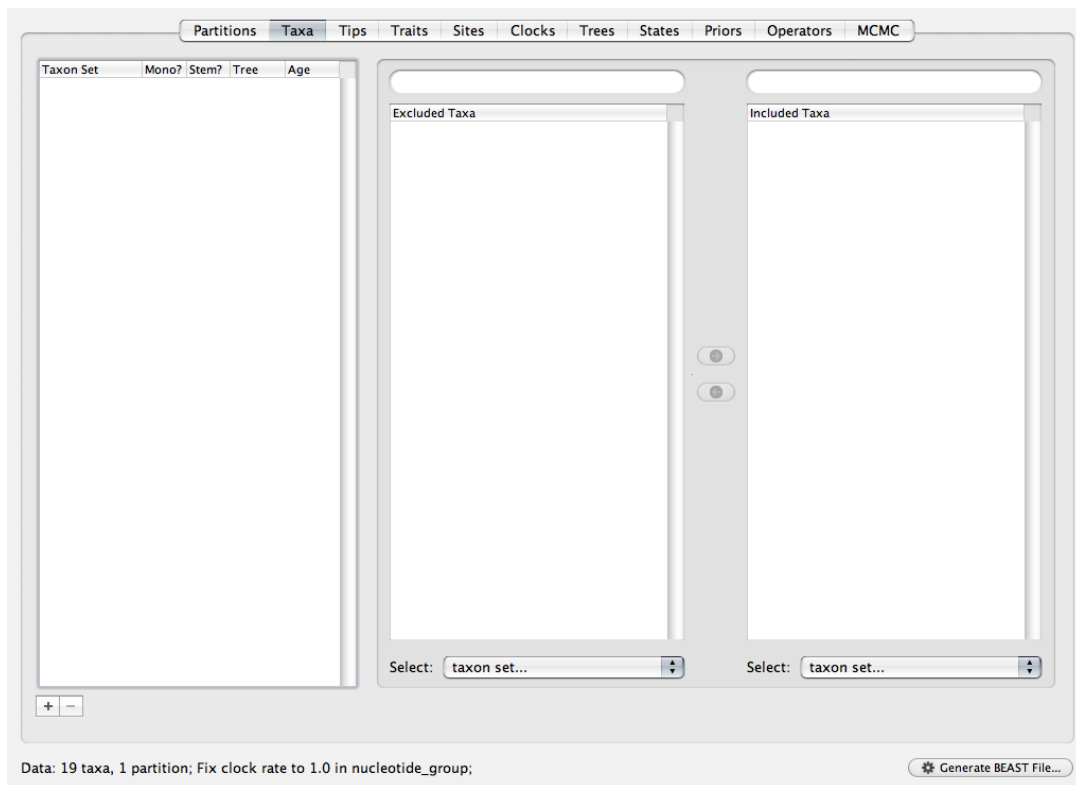 Partitions Taxa Tips Traits Sites Clocks Trees States Priors Operators MCMC
Taxon Set Mono? Stem? Tree Age
Excluded Taxa
Included Taxa
Select: taxon set...
Select: taxon set...
+ −
Data: 19 taxa, 1 partition; Fix clock rate to 1.0 in nucleotide_group;
Generate BEAST File...